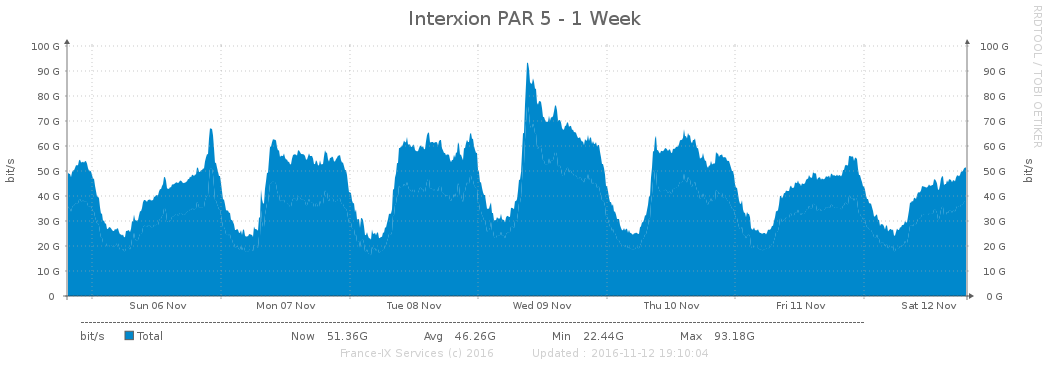 Interxion PAR 5 - 1 Week
RRDTOOL / TOBI OETIKER
bit/s
100 G 100 G
90 G 90 G
80 G 80 G
70 G 70 G
60 G 60 G
50 G 50 G
40 G 40 G
30 G 30 G
20 G 20 G
10 G 10 G
0 0 G
bit/s
Sun 06 Nov Mon 07 Nov Tue 08 Nov Wed 09 Nov Thu 10 Nov Fri 11 Nov Sat 12 Nov
bit/s Total Now 51.36G Avg 46.26G Min 22.44G Max 93.18G
France-IX Services (c) 2016 Updated : 2016-11-12 19:10:04